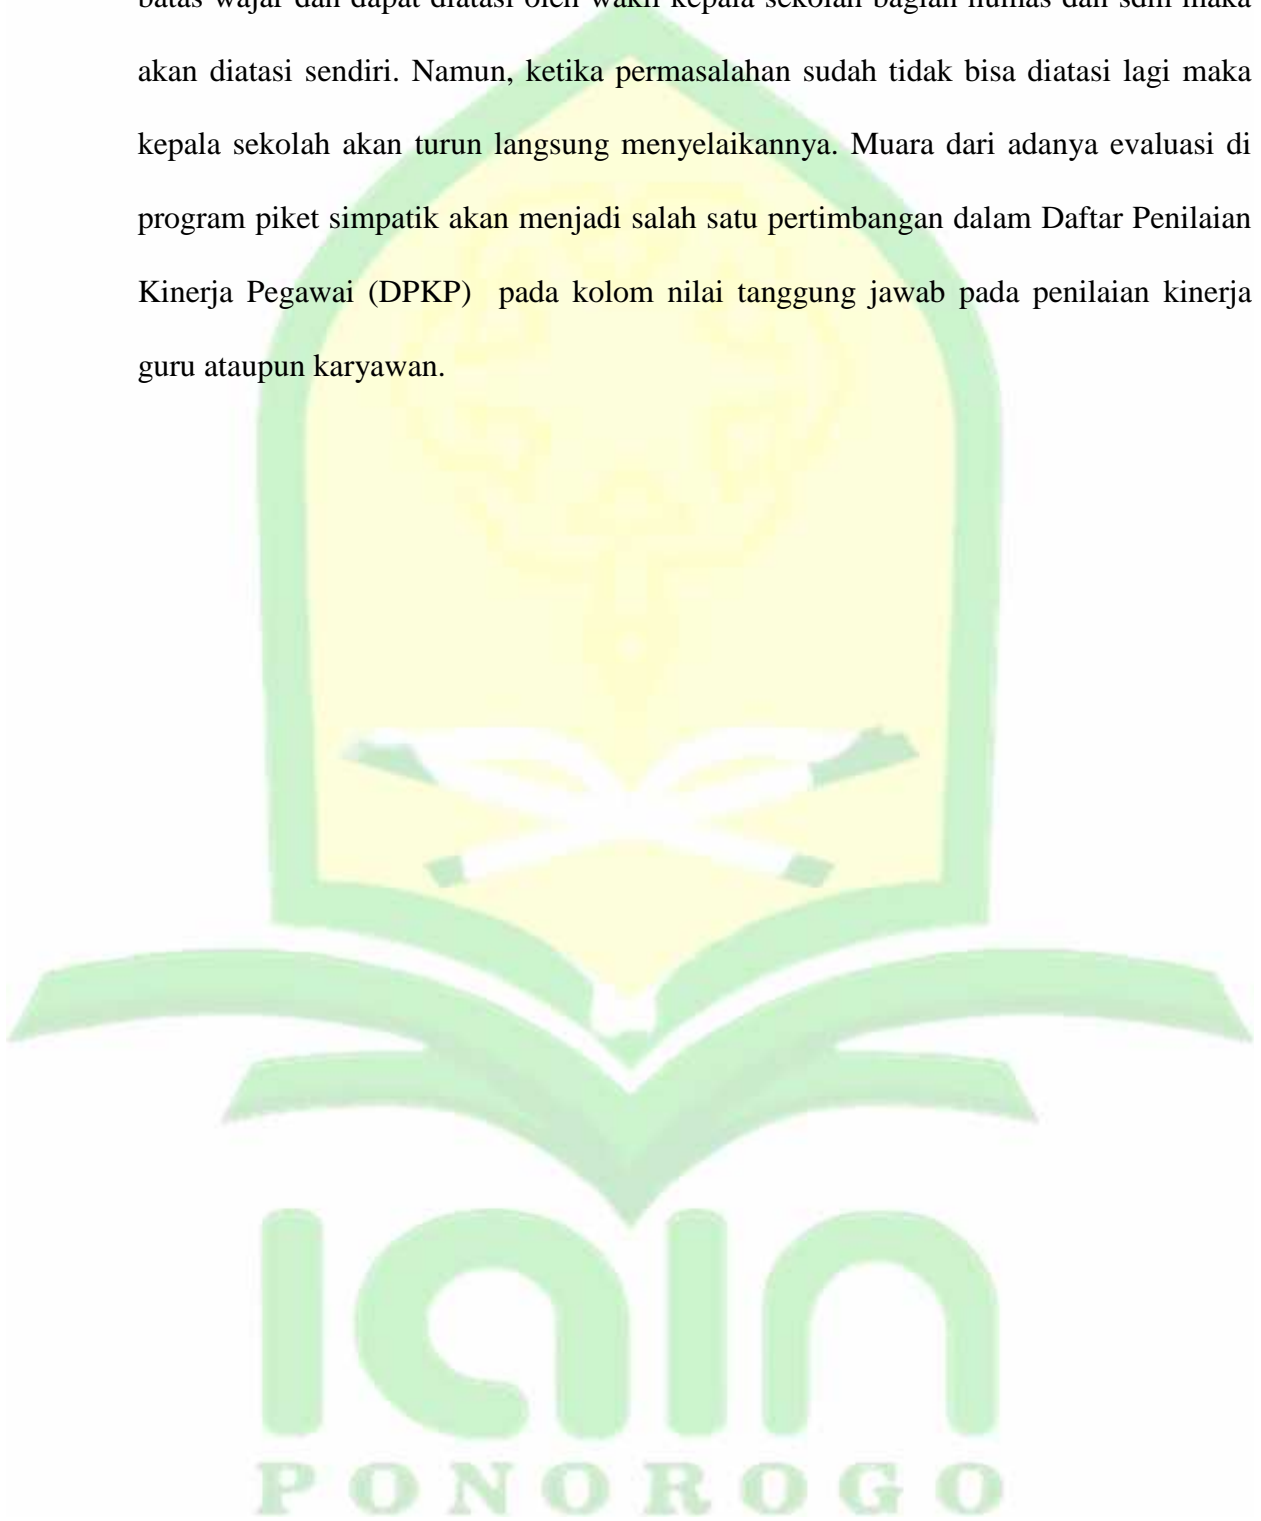 batas wajar dan dapat diatasi oleh wakil kepala sekolah bagian humas dan sdm maka
akan diatasi sendiri. Namun, ketika permasalahan sudah tidak bisa diatasi lagi maka
kepala sekolah akan turun langsung menyelaikannya. Muara dari adanya evaluasi di
program piket simpatik akan menjadi salah satu pertimbangan dalam Daftar Penilaian
Kinerja Pegawai (DPKP) pada kolom nilai tanggung jawab pada penilaian kinerja
guru ataupun karyawan.
iain
PONOROGO